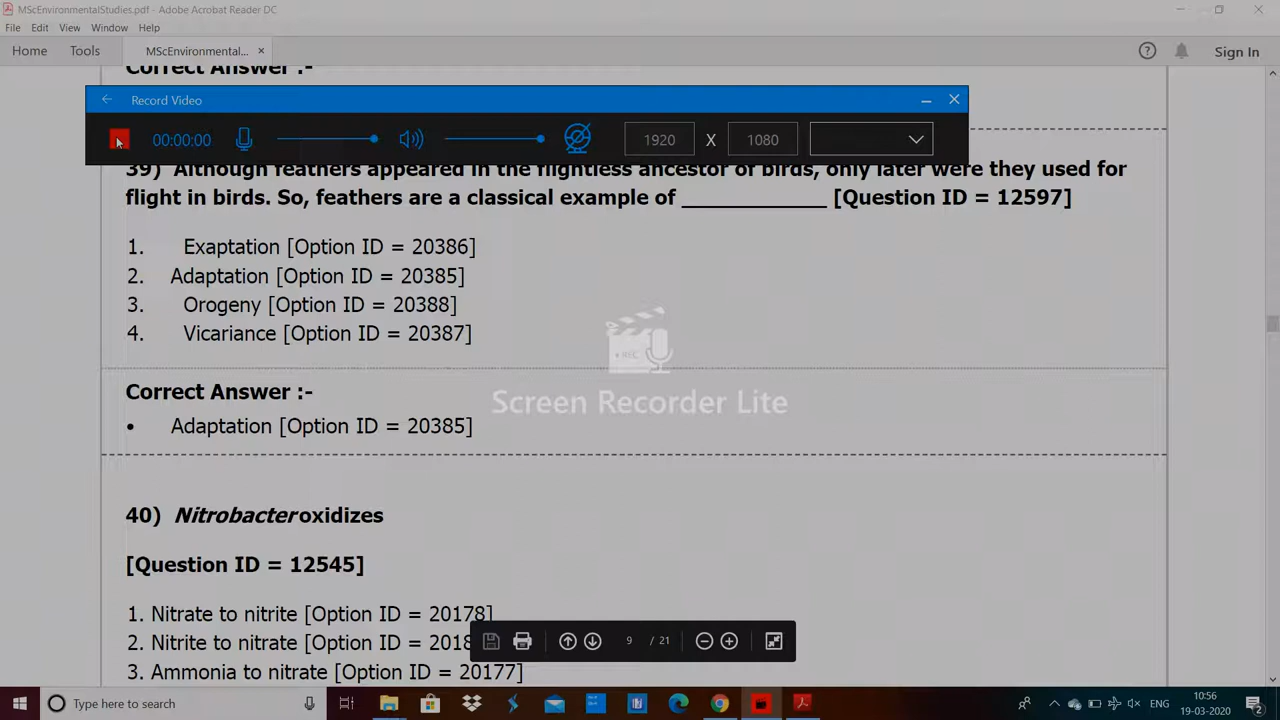 MScEnvironmentalStudies.pdf - Adobe Acrobat Reader DC
File Edit View Window Help
Home Tools MScEnvironmental... × Sign In
Correct Answer :-
Record Video
00:00:00 1920 X 1080
39) Although feathers appeared in the flightless ancestor of birds, only later were they used for
flight in birds. So, feathers are a classical example of ____________ [Question ID = 12597]
1. Exaptation [Option ID = 20386]
2. Adaptation [Option ID = 20385]
3. Orogeny [Option ID = 20388]
4. Vicariance [Option ID = 20387]
REC
Screen Recorder Lite
Correct Answer :-
• Adaptation [Option ID = 20385]
40) Nitrobacter oxidizes
[Question ID = 12545]
1. Nitrate to nitrite [Option ID = 20178]
2. Nitrite to nitrate [Option ID = 2018
3. Ammonia to nitrate [Option ID = 20177]
9 / 21
Type here to search
ENG
10:56
19-03-2020
2